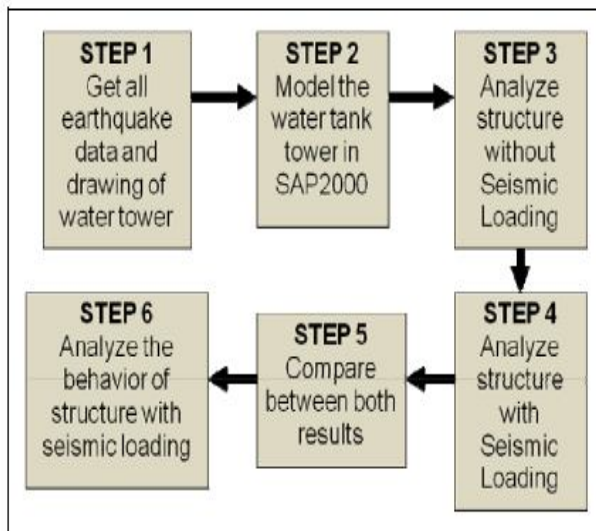 STEP 1
Get all
earthquake
data and
drawing of
water tower
STEP 2
Model the
water tank
tower in
SAP2000
STEP 3
Analyze
structure
without
Seismic
Loading
STEP 4
Analyze
structure
with
Seismic
Loading
STEP 5
Compare
between both
results
STEP 6
Analyze the
behavior of
structure with
seismic loading